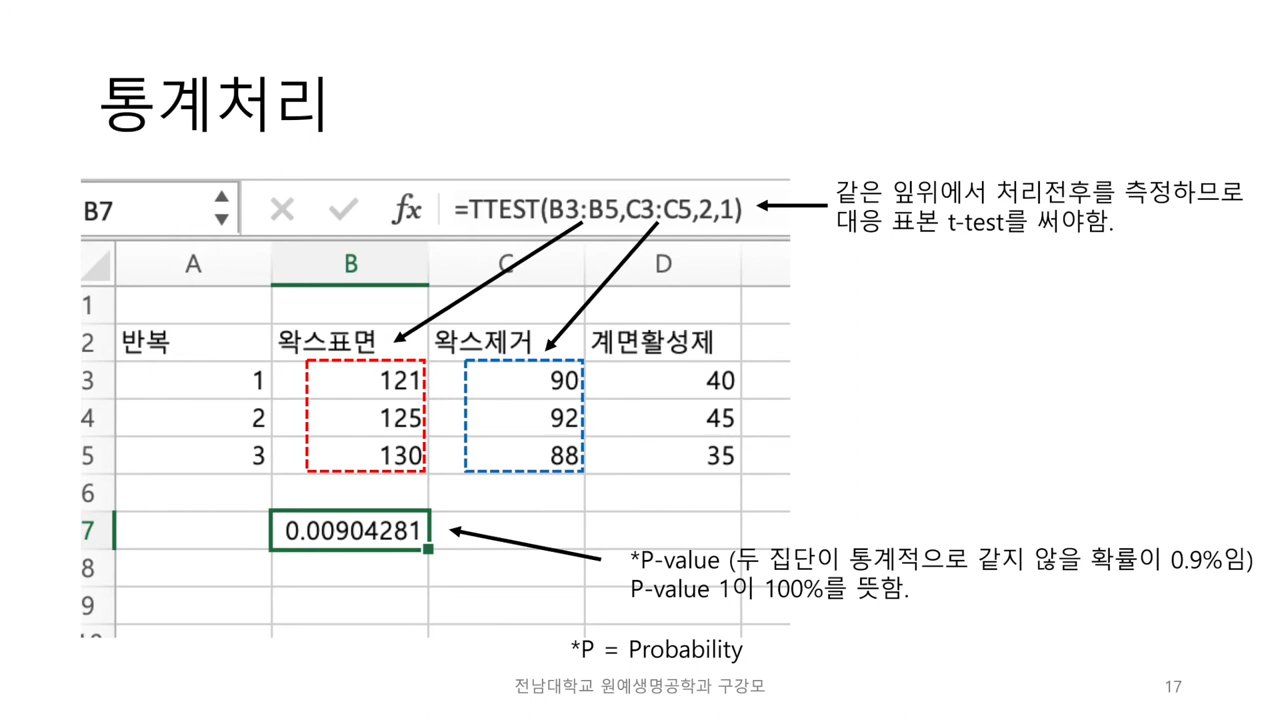 통계처리
B7
fx
=TTEST(B3:B5,C3:C5,2,1)
같은 잎위에서 처리전후를 측정하므로
대응 표본 t-test를 써야함.
A B C D
1
2 반복 왁스표면 왁스제거 계면활성제
3 1 121 90 40
4 2 125 92 45
5 3 130 88 35
6
7 0.00904281
8
9
*P-value (두 집단이 통계적으로 같지 않을 확률이 0.9%임)
P-value 1이 100%를 뜻함.
*P = Probability
전남대학교 원예생명공학과 구강모
17